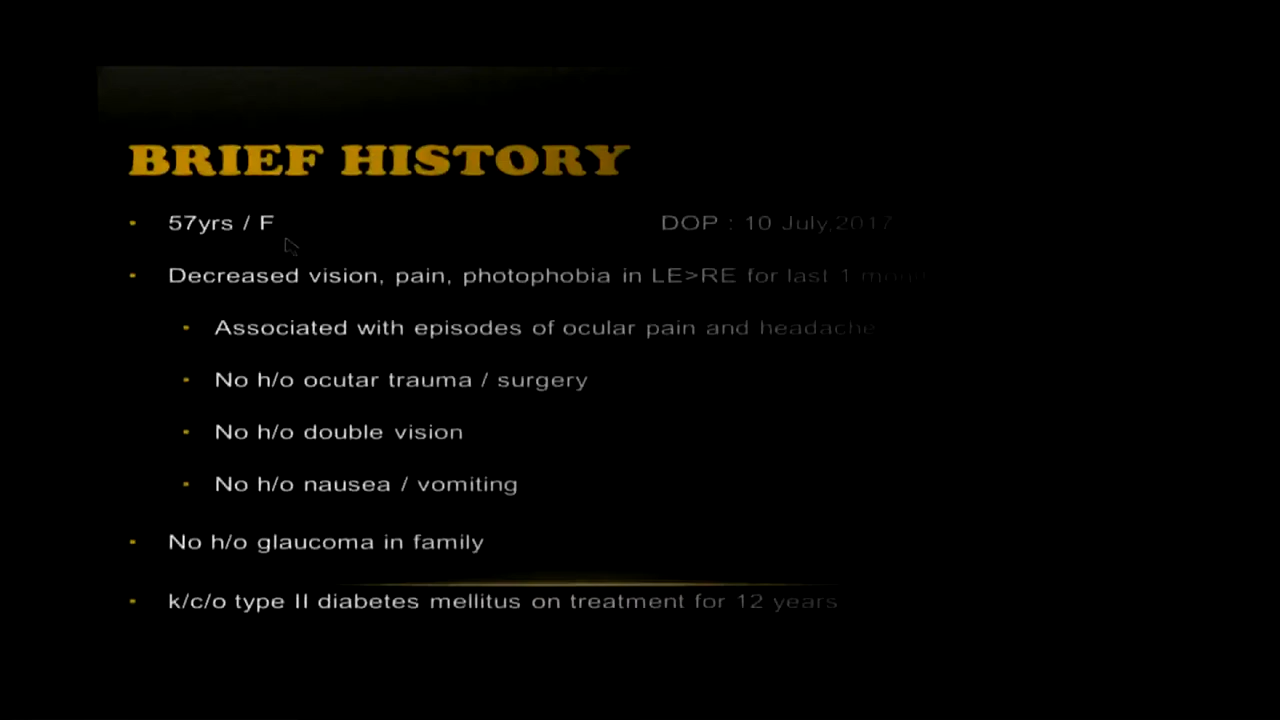 BRIEF HISTORY
57yrs / F DOP : 10 July,2017
Decreased vision, pain, photophobia in LE>RE for last 1 month
Associated with episodes of ocular pain and headache
No h/o ocutar trauma / surgery
No h/o double vision
No h/o nausea / vomiting
No h/o glaucoma in family
k/c/o type II diabetes mellitus on treatment for 12 years